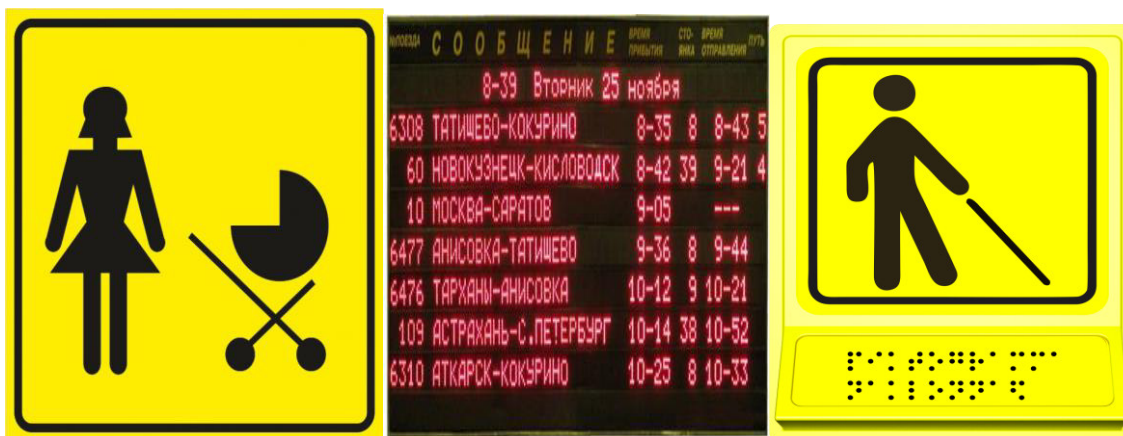 №ПОЕЗДА СООБЩЕНИЕ ВРЕМЯ ПРИБЫТИЯ СТО-ЯНКА ВРЕМЯ ОТПРАВЛЕНИЯ ПУТЬ
8-39 Вторник 25 ноября
6308 ТАТИЩЕВО-КОКУРИНО 8-35 8 8-43 5
60 НОВОКУЗНЕЦК-КИСЛОВОДСК 8-42 39 9-21 4
10 МОСКВА-САРАТОВ 9-05 ---
6477 АНИСОВКА-ТАТИЩЕВО 9-36 8 9-44
6476 ТАРХАНЫ-АНИСОВКА 10-12 9 10-21
109 АСТРАХАНЬ-С.ПЕТЕРБУРГ 10-14 38 10-52
6310 АТКАРСК-КОКУРИНО 10-25 8 10-33